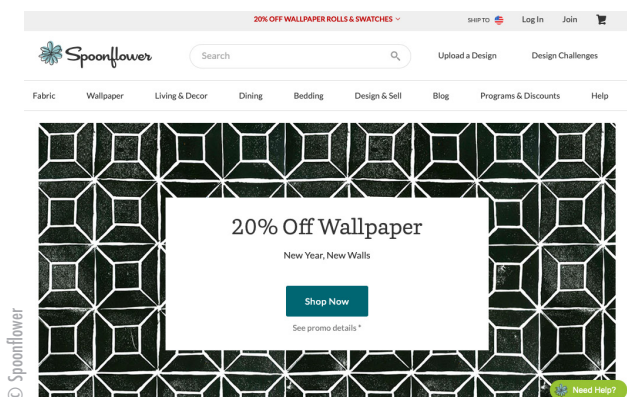 20% OFF WALLPAPER ROLLS & SWATCHES
SHIP TO
Log In
Join
Spoonflower
Search
Upload a Design
Design Challenges
Fabric
Wallpaper
Living & Decor
Dining
Bedding
Design & Sell
Blog
Programs & Discounts
Help
20% Off Wallpaper
New Year, New Walls
Shop Now
See promo details *
Need Help?
© Spoonflower